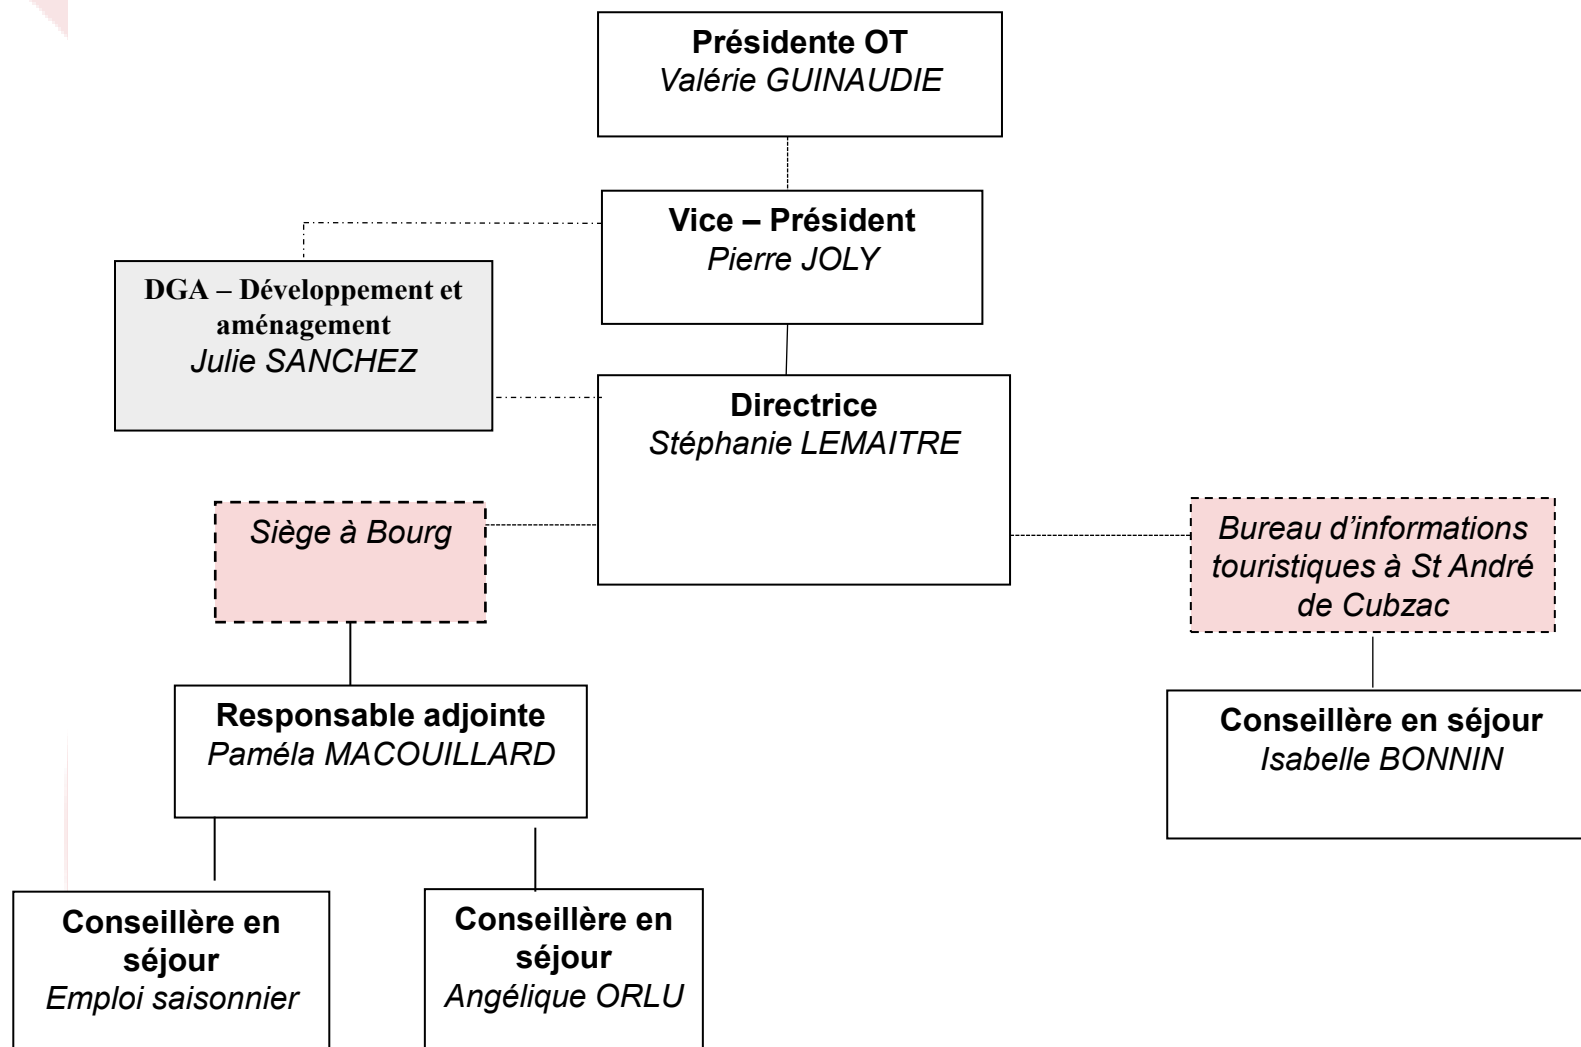 Présidente OT
Valérie GUINAUDIE
Vice – Président
Pierre JOLY
DGA – Développement et
aménagement
Julie SANCHEZ
Directrice
Stéphanie LEMAITRE
Siège à Bourg
Bureau d’informations
touristiques à St André
de Cubzac
Responsable adjointe
Paméla MACOUILLARD
Conseillère en séjour
Isabelle BONNIN
Conseillère en
séjour
Emploi saisonnier
Conseillère en
séjour
Angélique ORLU